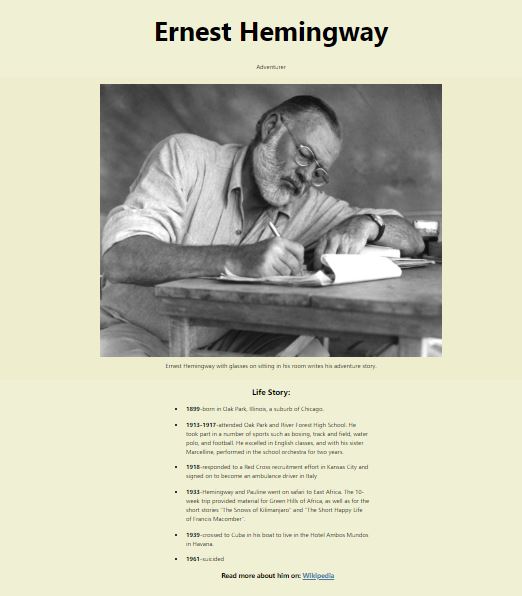 Ernest Hemingway
Adventurer
Ernest Hemingway with glasses on sitting in his room writes his adventure story.
Life Story:
1899-born in Oak Park, Illinois, a suburb of Chicago.
1913-1917-attended Oak Park and River Forest High School. He
took part in a number of sports such as boxing, track and field, water
polo, and football. He excelled in English classes, and with his sister
Marcelline, performed in the school orchestra for two years.
1918-responded to a Red Cross recruitment effort in Kansas City and
signed on to become an ambulance driver in Italy
1933-Hemingway and Pauline went on safari to East Africa. The 10-
week trip provided material for Green Hills of Africa, as well as for the
short stories "The Snows of Kilimanjaro" and "The Short Happy Life
of Francis Macomber".
1939-crossed to Cuba in his boat to live in the Hotel Ambos Mundos
in Havana.
1961-suicided
Read more about him on: Wikipedia